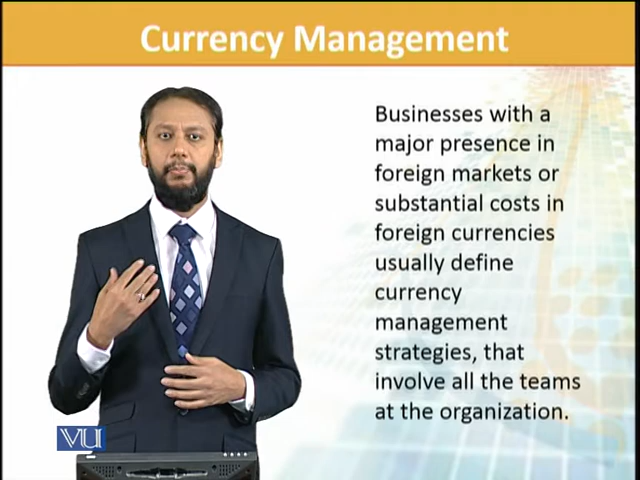 Currency Management
Businesses with a
major presence in
foreign markets or
substantial costs in
foreign currencies
usually define
currency
management
strategies, that
involve all the teams
at the organization.
VU